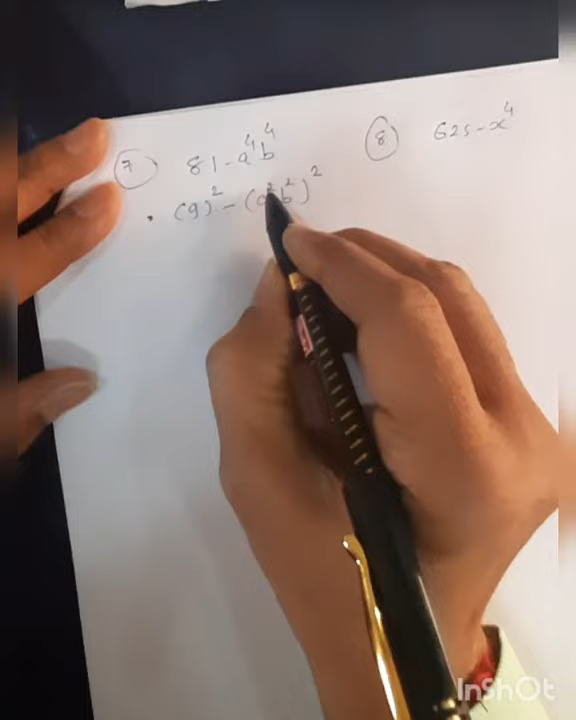 7 81 - a⁴b⁴
(9)² - (a²b²)²
8 625 - x⁴
InShOt